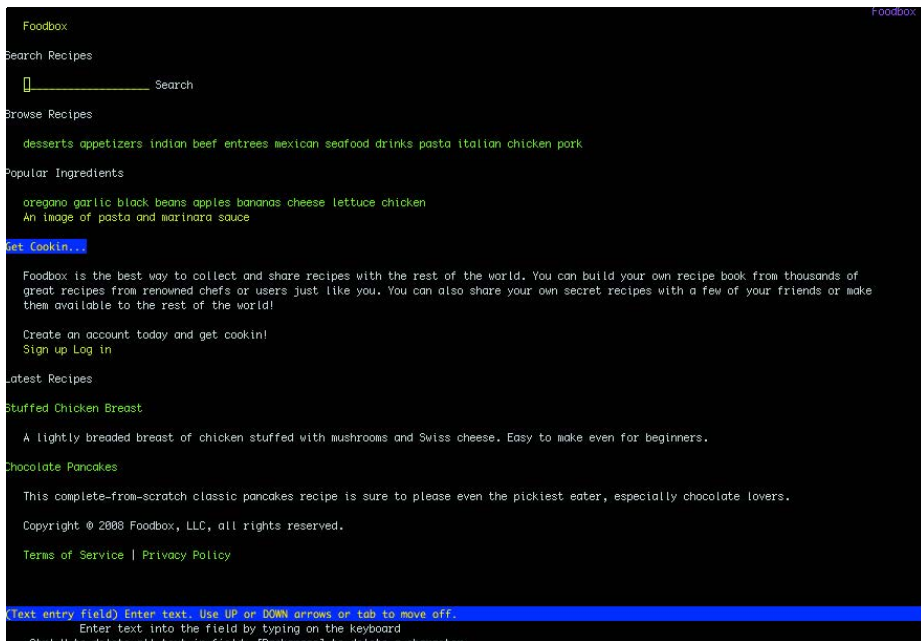 Foodbox
Foodbox
Search Recipes
___________________ Search
Browse Recipes
desserts appetizers indian beef entrees mexican seafood drinks pasta italian chicken pork
Popular Ingredients
oregano garlic black beans apples bananas cheese lettuce chicken
An image of pasta and marinara sauce
Get Cookin...
Foodbox is the best way to collect and share recipes with the rest of the world. You can build your own recipe book from thousands of
great recipes from renowned chefs or users just like you. You can also share your own secret recipes with a few of your friends or make
them available to the rest of the world!
Create an account today and get cookin!
Sign up Log in
Latest Recipes
Stuffed Chicken Breast
A lightly breaded breast of chicken stuffed with mushrooms and Swiss cheese. Easy to make even for beginners.
Chocolate Pancakes
This complete-from-scratch classic pancakes recipe is sure to please even the pickiest eater, especially chocolate lovers.
Copyright © 2008 Foodbox, LLC, all rights reserved.
Terms of Service | Privacy Policy
(Text entry field) Enter text. Use UP or DOWN arrows or tab to move off.
Enter text into the field by typing on the keyboard